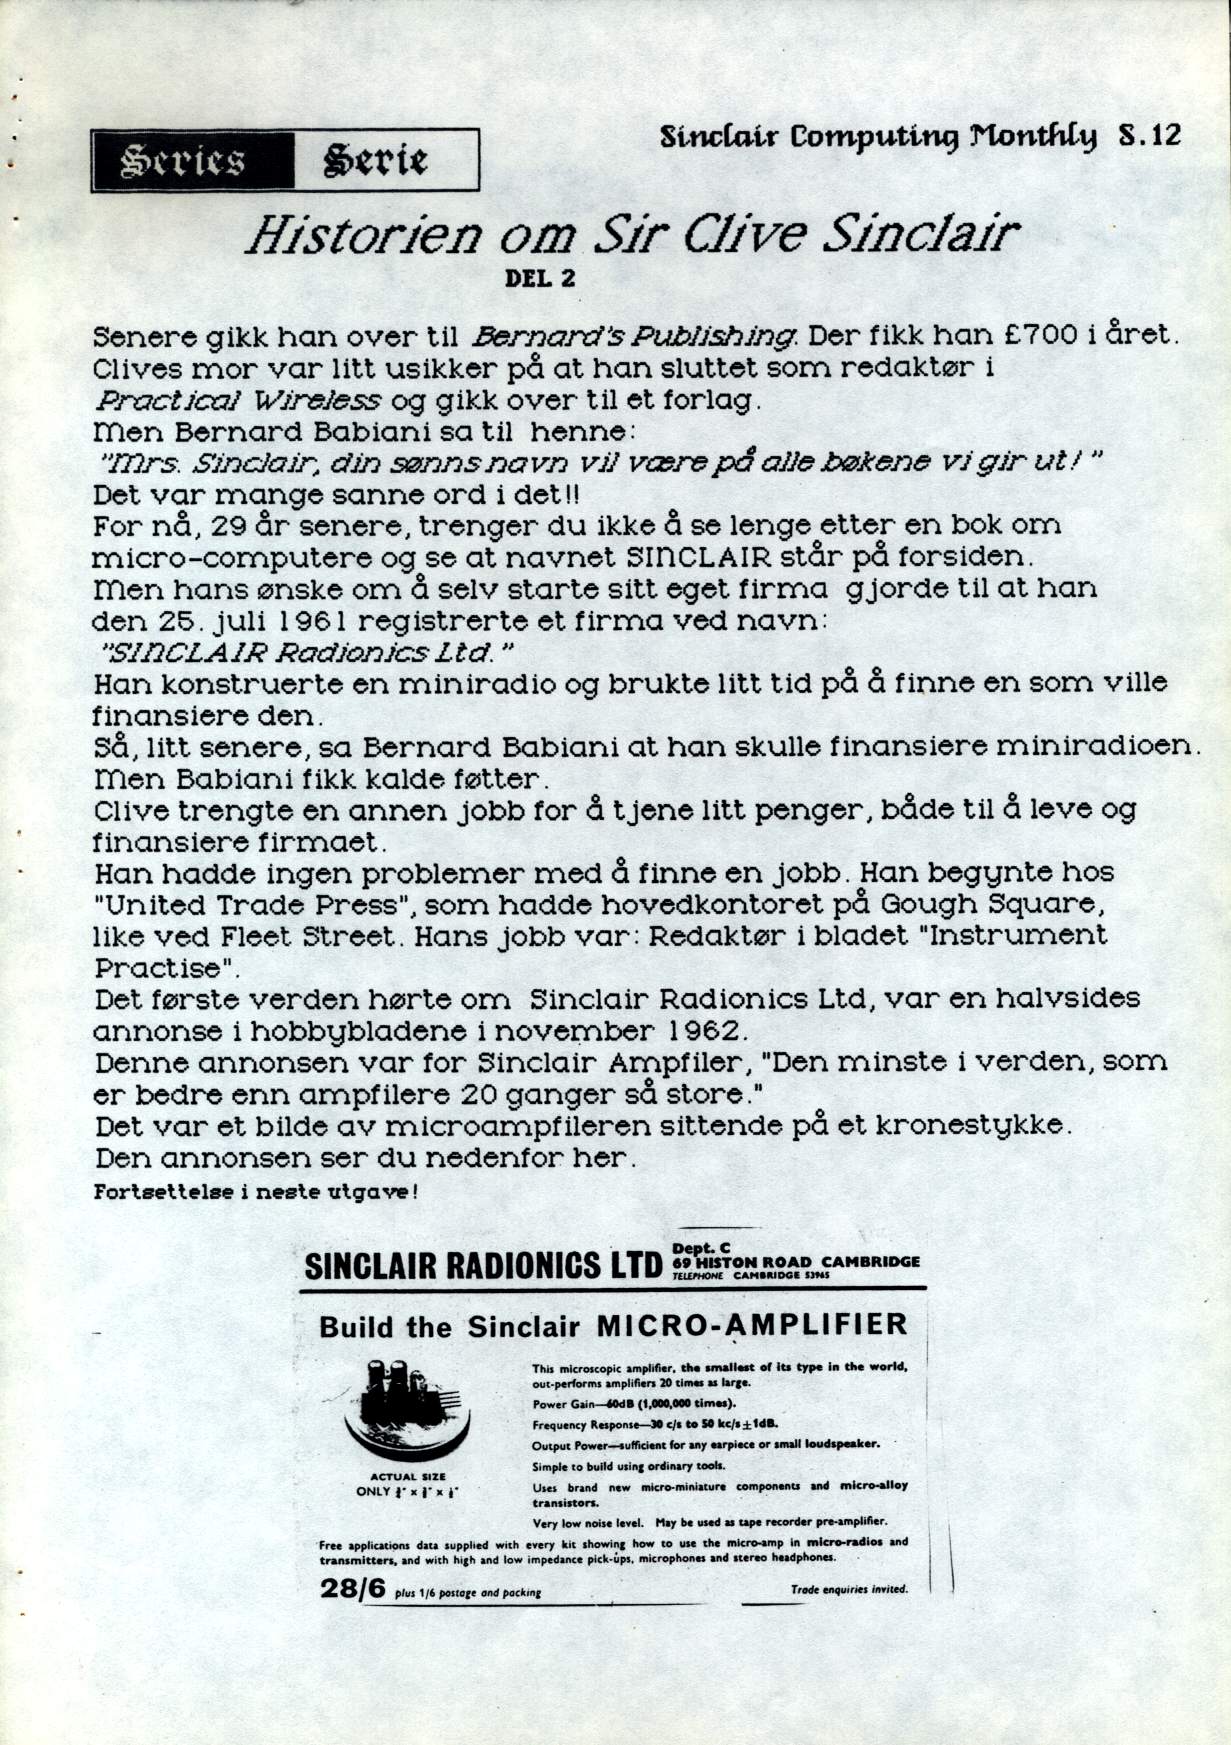 Series Serie
Sinclair Computing Monthly S.12
Historien om Sir Clive Sinclair
DEL 2
Senere gikk han over til Bernard's Publishing. Der fikk han £700 i året.
Clives mor var litt usikker på at han sluttet som redaktør i
Practical Wireless og gikk over til et forlag.
Men Bernard Babiani sa til henne:
"Mrs. Sinclair, din sønns navn vil være på alle bøkene vi gir ut! "
Det var mange sanne ord i det!!
For nå, 29 år senere, trenger du ikke å se lenge etter en bok om
micro-computere og se at navnet SINCLAIR står på forsiden.
Men hans ønske om å selv starte sitt eget firma gjorde til at han
den 25. juli 1961 registrerte et firma ved navn:
"SINCLAIR Radionics Ltd."
Han konstruerte en miniradio og brukte litt tid på å finne en som ville
finansiere den.
Så, litt senere, sa Bernard Babiani at han skulle finansiere miniradioen.
Men Babiani fikk kalde føtter.
Clive trengte en annen jobb for å tjene litt penger, både til å leve og
finansiere firmaet.
Han hadde ingen problemer med å finne en jobb. Han begynte hos
"United Trade Press", som hadde hovedkontoret på Gough Square,
like ved Fleet Street. Hans jobb var: Redaktør i bladet "Instrument
Practise".
Det første verden hørte om Sinclair Radionics Ltd, var en halvsides
annonse i hobbybladene i november 1962.
Denne annonsen var for Sinclair Ampfiler, "Den minste i verden, som
er bedre enn ampfilere 20 ganger så store."
Det var et bilde av microampfileren sittende på et kronestykke.
Den annonsen ser du nedenfor her.
Fortsettelse i neste utgave!
SINCLAIR RADIONICS LTD
Dept. C
69 HISTON ROAD CAMBRIDGE
TELEPHONE CAMBRIDGE 53965
Build the Sinclair MICRO-AMPLIFIER
This microscopic amplifier, the smallest of its type in the world,
out-performs amplifiers 20 times as large.
Power Gain—60dB (1,000,000 times).
Frequency Response—30 c/s to 50 kc/s ± 1dB.
Output Power—sufficient for any earpiece or small loudspeaker.
Simple to build using ordinary tools.
Uses brand new micro-miniature components and micro-alloy
transistors.
Very low noise level. May be used as tape recorder pre-amplifier.
ACTUAL SIZE
ONLY
Free applications data supplied with every kit showing how to use the micro-amp in micro-radios and
transmitters, and with high and low impedance pick-ups, microphones and stereo headphones.
28/6 plus 1/6 postage and packing
Trade enquiries invited.